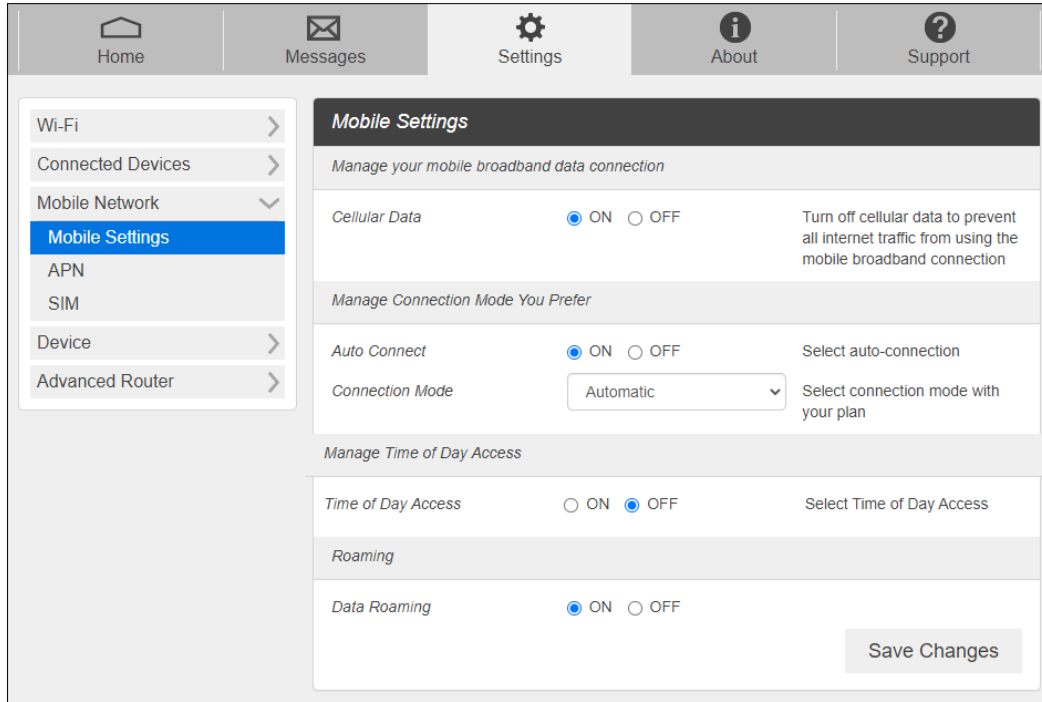 Home
Messages
Settings
About
Support
Wi-Fi
Connected Devices
Mobile Network
Mobile Settings
APN
SIM
Device
Advanced Router
Mobile Settings
Manage your mobile broadband data connection
Cellular Data
ON OFF
Turn off cellular data to prevent
all internet traffic from using the
mobile broadband connection
Manage Connection Mode You Prefer
Auto Connect
ON OFF
Select auto-connection
Connection Mode
Automatic
Select connection mode with
your plan
Manage Time of Day Access
Time of Day Access
ON OFF
Select Time of Day Access
Roaming
Data Roaming
ON OFF
Save Changes